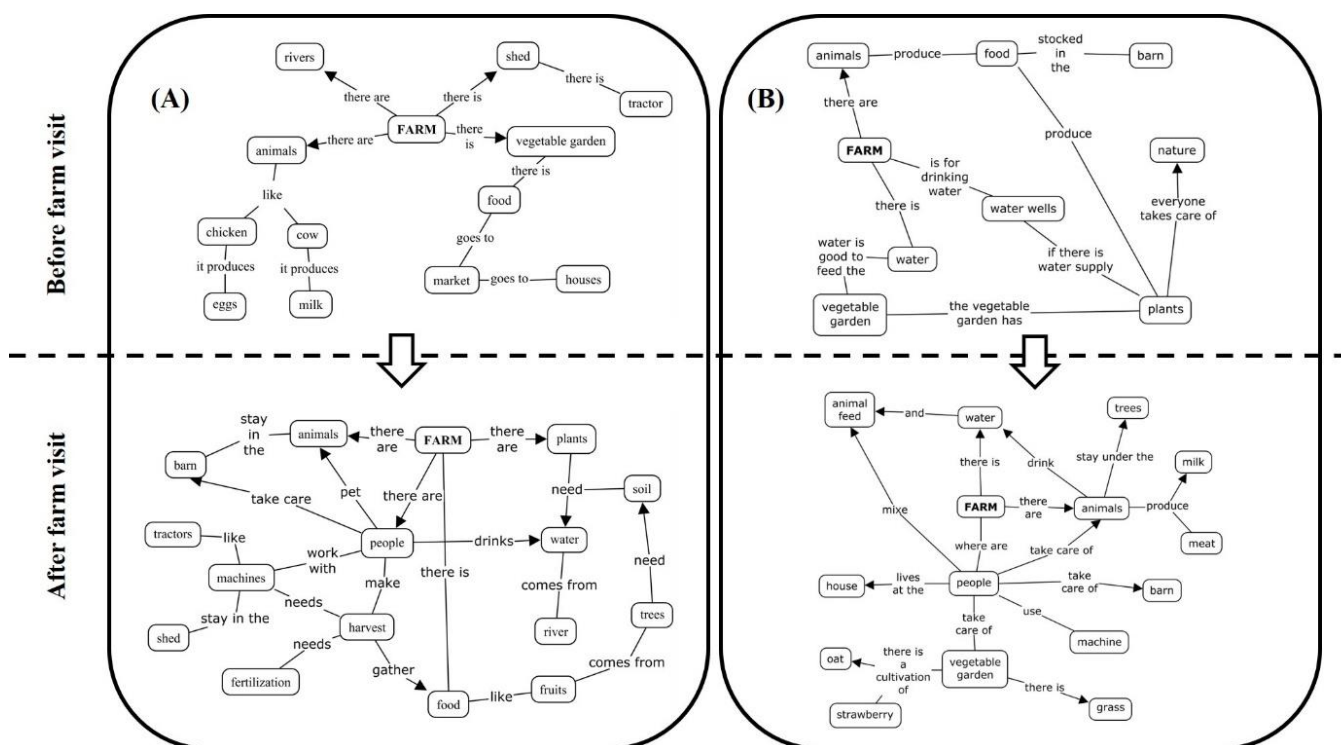 Before farm visit
(A)
rivers
shed
there are
there is
there is
tractor
FARM
there are
there
is
animals
vegetable garden
like
there is
food
chicken
cow
goes to
it produces
it produces
market
goes to
houses
eggs
milk
(B)
animals
produce
food
stocked
in
the
barn
there are
produce
FARM
nature
is for
drinking
water
there is
water wells
everyone
takes care of
water is
good to
feed the
water
if there is
water supply
vegetable
garden
the vegetable
garden has
plants
After farm visit
stay
in
the
animals
there
are
FARM
there
are
plants
barn
take care
pet
there are
need
soil
tractors
like
people
drinks
water
work
with
machines
make
there is
need
stay in the
needs
comes from
shed
harvest
trees
needs
river
fertilization
gather
comes from
food
like
fruits
animal
feed
and
water
trees
there is
drink
stay under the
milk
mixe
FARM
there
are
animals
produce
where are
take care of
meat
house
lives
at the
people
take
care of
barn
take
care of
use
machine
oat
there is
a
cultivation
of
vegetable
garden
there is
strawberry
grass